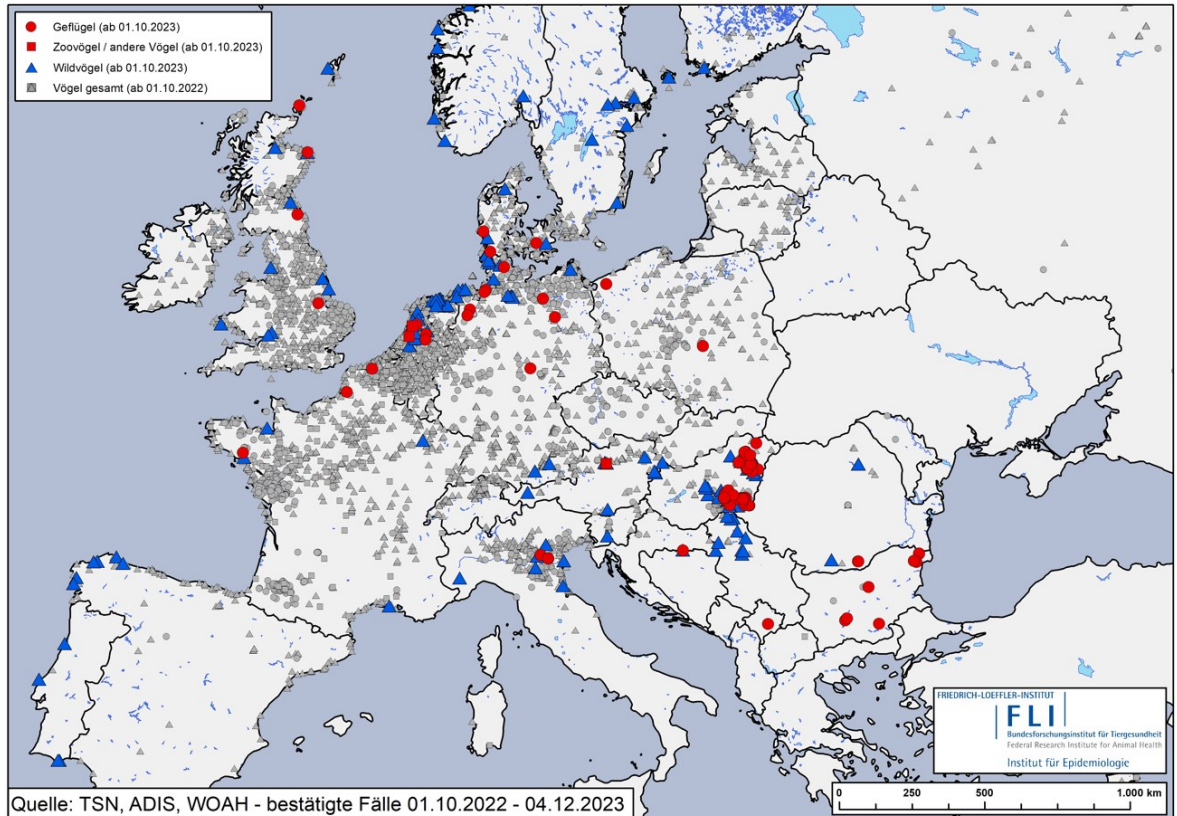 Geflügel (ab 01.10.2023)
Zoovögel / andere Vögel (ab 01.10.2023)
Wildvögel (ab 01.10.2023)
Vögel gesamt (ab 01.10.2022)
FRIEDRICH-LOEFFLER-INSTITUT
FLI
Bundesforschungsinstitut für Tiergesundheit
Federal Research Institute for Animal Health
Institut für Epidemiologie
Quelle: TSN, ADIS, WOAH - bestätigte Fälle 01.10.2022 - 04.12.2023
0 250 500 1.000 km